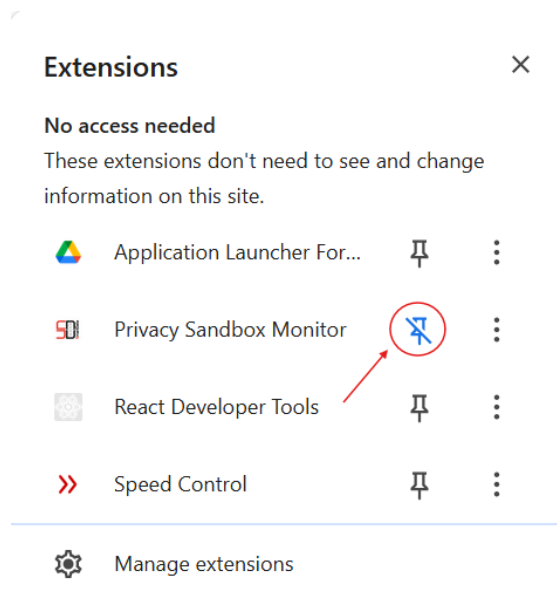 Extensions
No access needed
These extensions don't need to see and change
information on this site.
Application Launcher For...
SDI Privacy Sandbox Monitor
React Developer Tools
Speed Control
Manage extensions